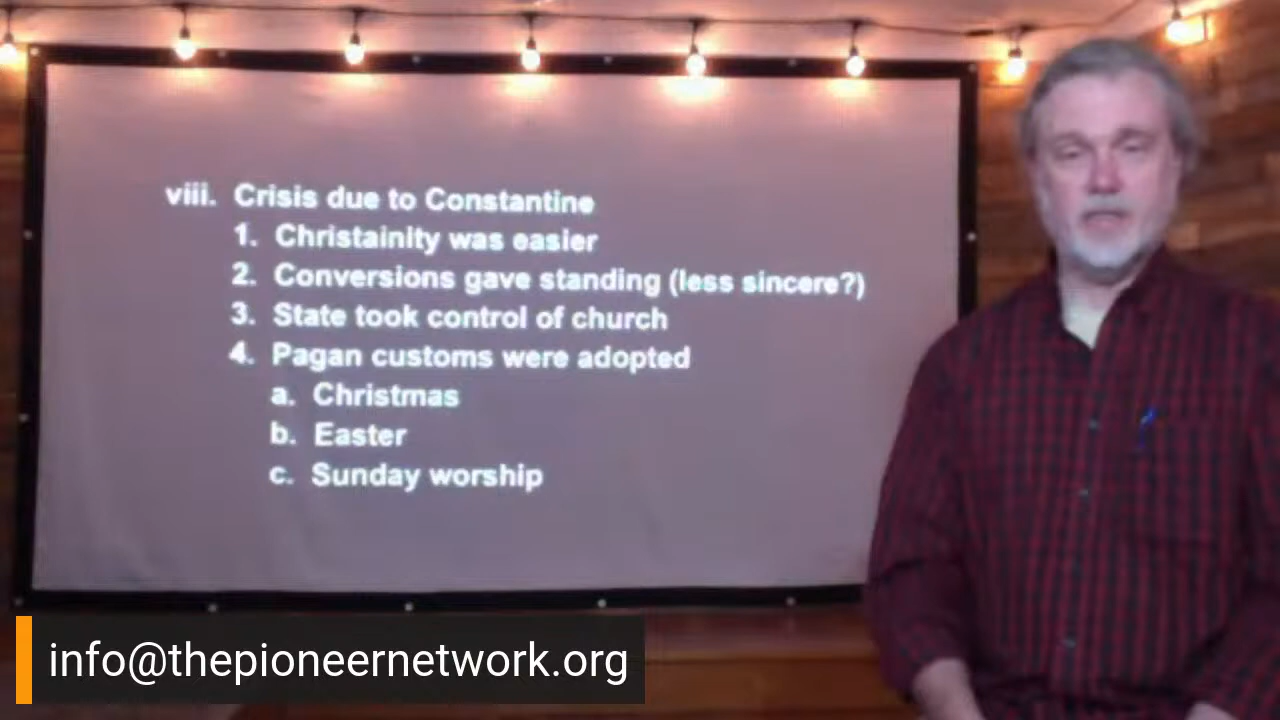 viii. Crisis due to Constantine
1. Christainity was easier
2. Conversions gave standing (less sincere?)
3. State took control of church
4. Pagan customs were adopted
a. Christmas
b. Easter
c. Sunday worship
info@thepioneernetwork.org